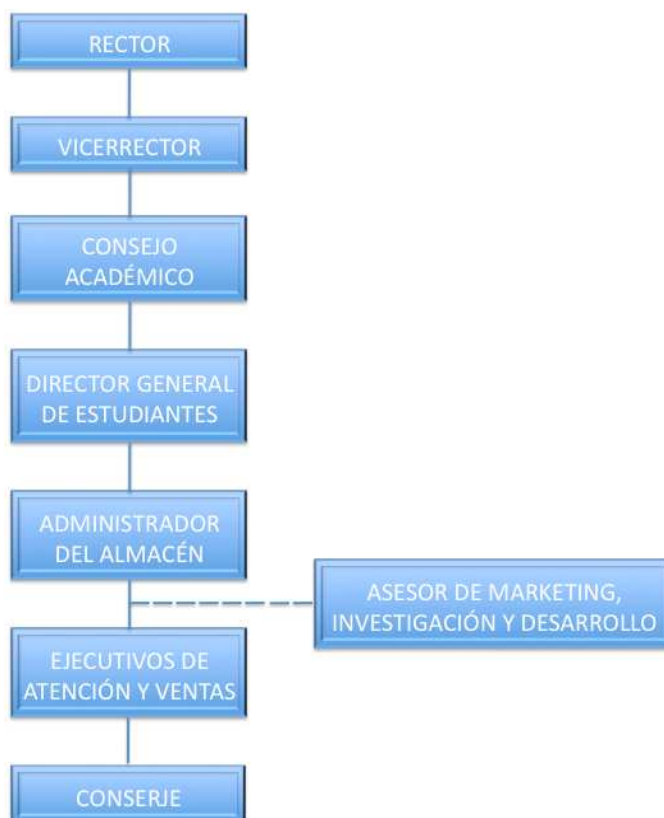 RECTOR
VICERRECTOR
CONSEJO
ACADÉMICO
DIRECTOR GENERAL
DE ESTUDIANTES
ADMINISTRADOR
DEL ALMACÉN
ASESOR DE MARKETING,
INVESTIGACIÓN Y DESARROLLO
EJECUTIVOS DE
ATENCIÓN Y VENTAS
CONSERJE